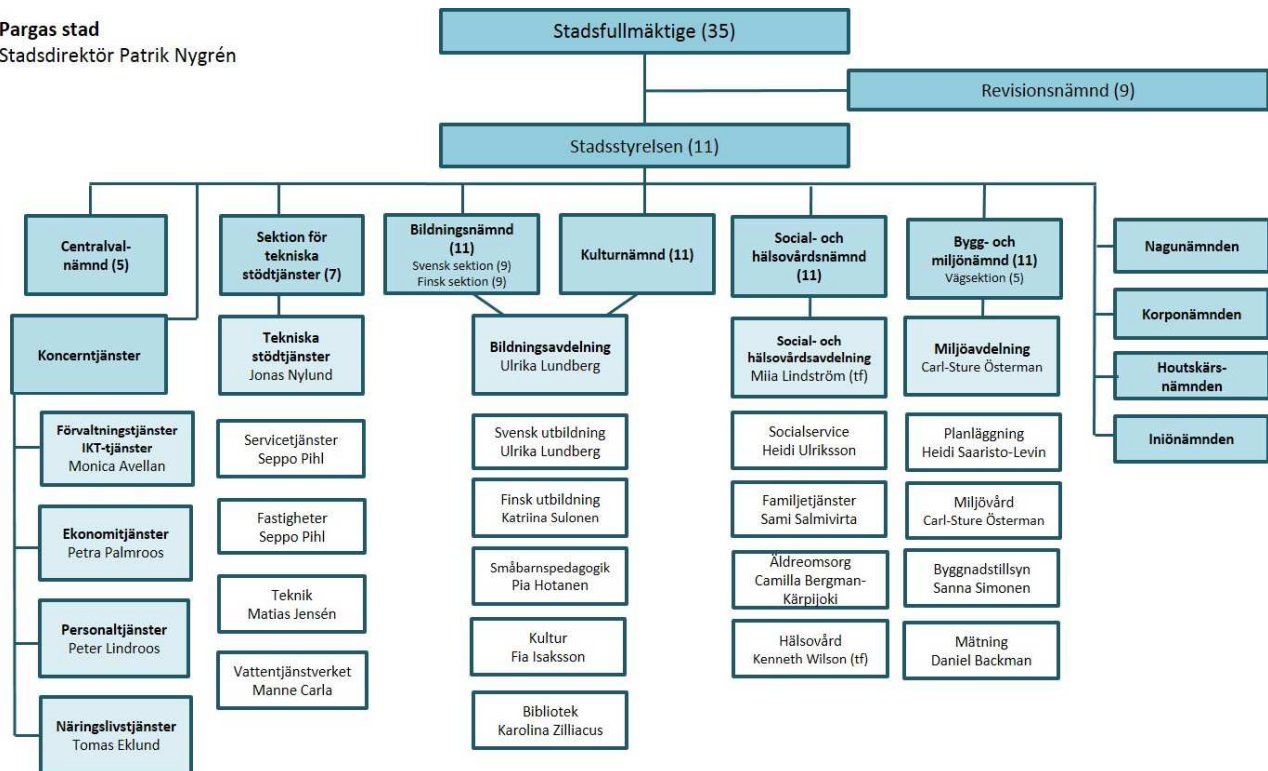 Pargas stad
Stadsdirektör Patrik Nygrén
Stadsfullmäktige (35)
Revisionsnämnd (9)
Stadsstyrelsen (11)
Centralval-
nämnd (5)
Sektion för
tekniska
stödtjänster (7)
Bildningsnämnd
(11)
Svensk sektion (9)
Finsk sektion (9)
Kulturnämnd (11)
Social- och
hälsovårdsnämnd
(11)
Bygg- och
miljönämnd (11)
Vägsektion (5)
Nagunämnden
Korponämnden
Houtskärs-
nämnden
Iniönämnden
Koncerntjänster
Förvaltningstjänster
IKT-tjänster
Monica Avellan
Ekonomitjänster
Petra Palmroos
Personaltjänster
Peter Lindroos
Näringslivstjänster
Tomas Eklund
Tekniska
stödtjänster
Jonas Nylund
Servicetjänster
Seppo Pihl
Fastigheter
Seppo Pihl
Teknik
Matias Jensén
Vattentjänstverket
Manne Carla
Bildningsavdelning
Ulrika Lundberg
Svensk utbildning
Ulrika Lundberg
Finsk utbildning
Katriina Sulonen
Småbarnspedagogik
Pia Hotanen
Kultur
Fia Isaksson
Bibliotek
Karolina Zilliacus
Social- och
hälsovårdsavdelning
Miia Lindström (tf)
Socialservice
Heidi Ulriksson
Familjetjänster
Sami Salmivirta
Äldreomsorg
Camilla Bergman-
Kärpijoki
Hälsovård
Kenneth Wilson (tf)
Miljöavdelning
Carl-Sture Österman
Planläggning
Heidi Saaristo-Levin
Miljövård
Carl-Sture Österman
Byggnadstillsyn
Sanna Simonen
Mätning
Daniel Backman